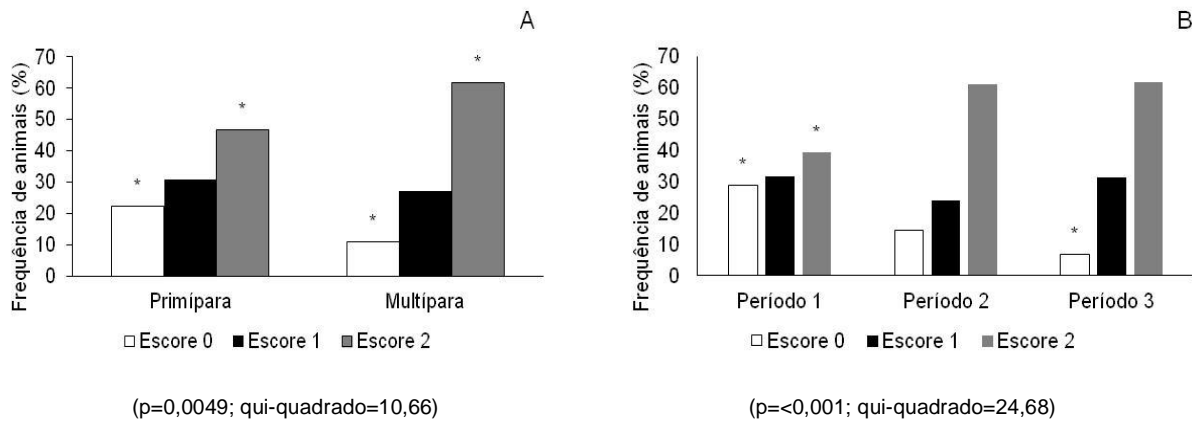 A
Frequência de animais (%)
70
60
50
40
30
20
10
0
*
*
*
*
Primípara
Multípara
Escore 0
Escore 1
Escore 2
(p=0,0049; qui-quadrado=10,66)
B
Frequência de animais (%)
70
60
50
40
30
20
10
0
*
*
*
Período 1
Período 2
Período 3
Escore 0
Escore 1
Escore 2
(p=<0,001; qui-quadrado=24,68)